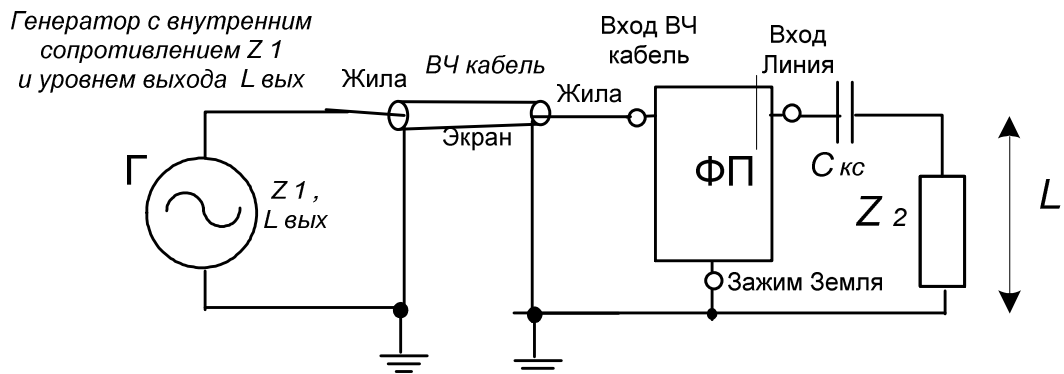 Генератор с внутренним
сопротивлением Z 1
и уровнем выхода L вых
Жила
ВЧ кабель
Экран
Жила
Вход ВЧ
кабель
Вход
Линия
Г
Z 1 ,
L вых
ФП
С кс
Z 2
L
Зажим Земля